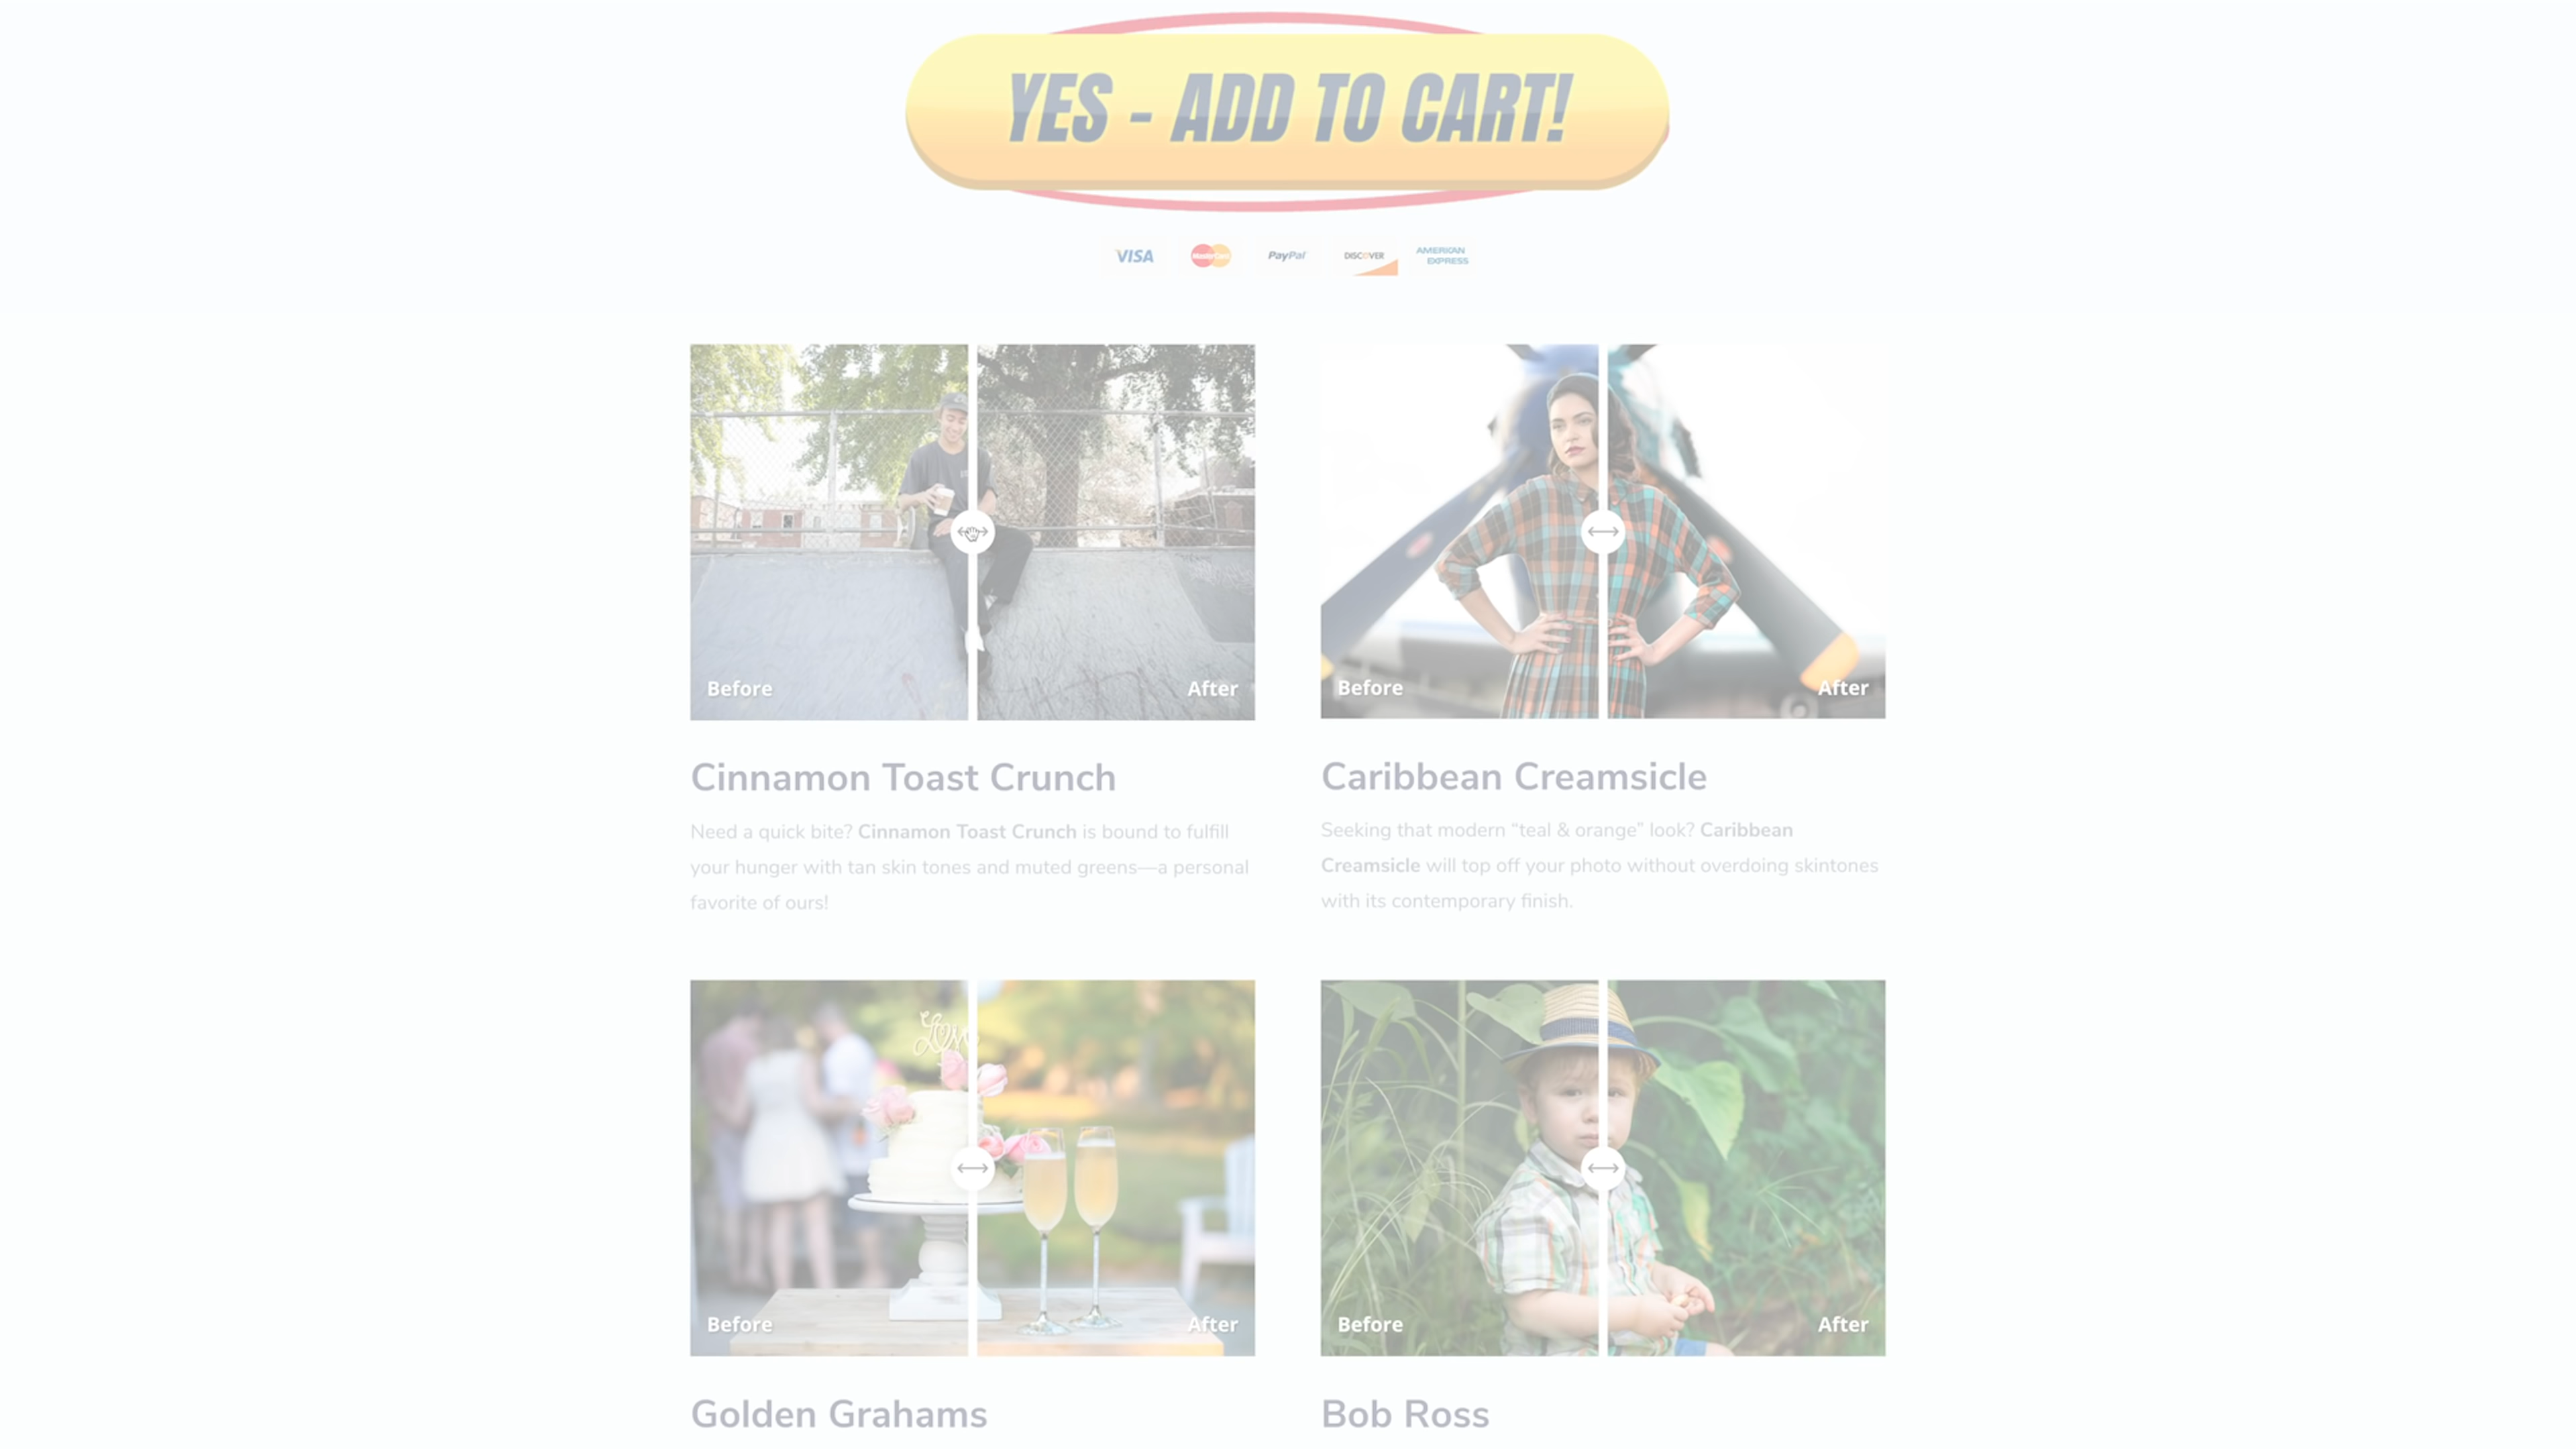 YES - ADD TO CART!
VISA MasterCard PayPal DISCOVER AMERICAN EXPRESS
Before After
Before After
Cinnamon Toast Crunch
Need a quick bite? Cinnamon Toast Crunch is bound to fulfill
your hunger with tan skin tones and muted greens—a personal
favorite of ours!
Caribbean Creamsicle
Seeking that modern “teal & orange” look? Caribbean
Creamsicle will top off your photo without overdoing skintones
with its contemporary finish.
Love
Before After
Before After
Golden Grahams
Bob Ross